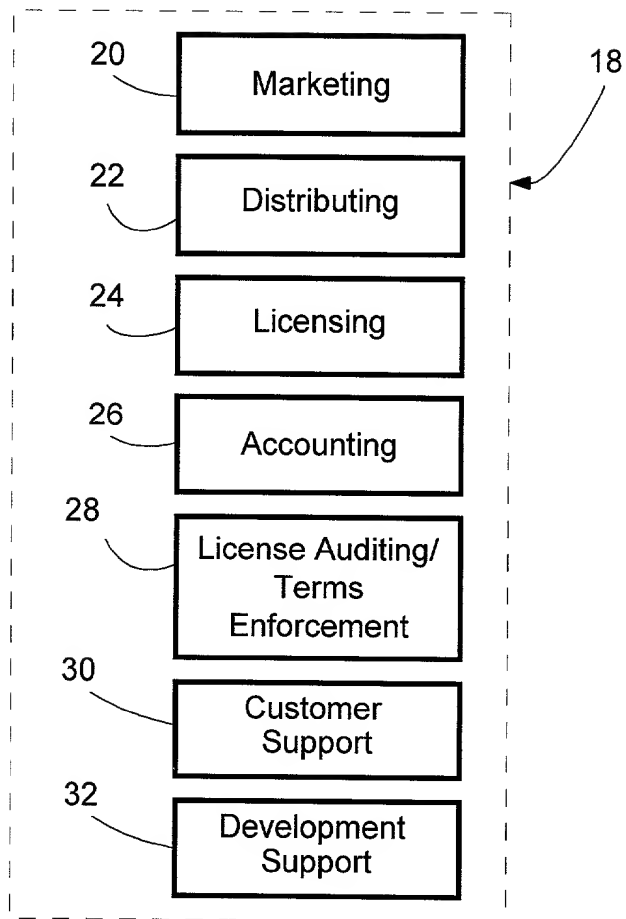 20
Marketing
18
22
Distributing
24
Licensing
26
Accounting
28
License Auditing/
Terms
Enforcement
30
Customer
Support
32
Development
Support